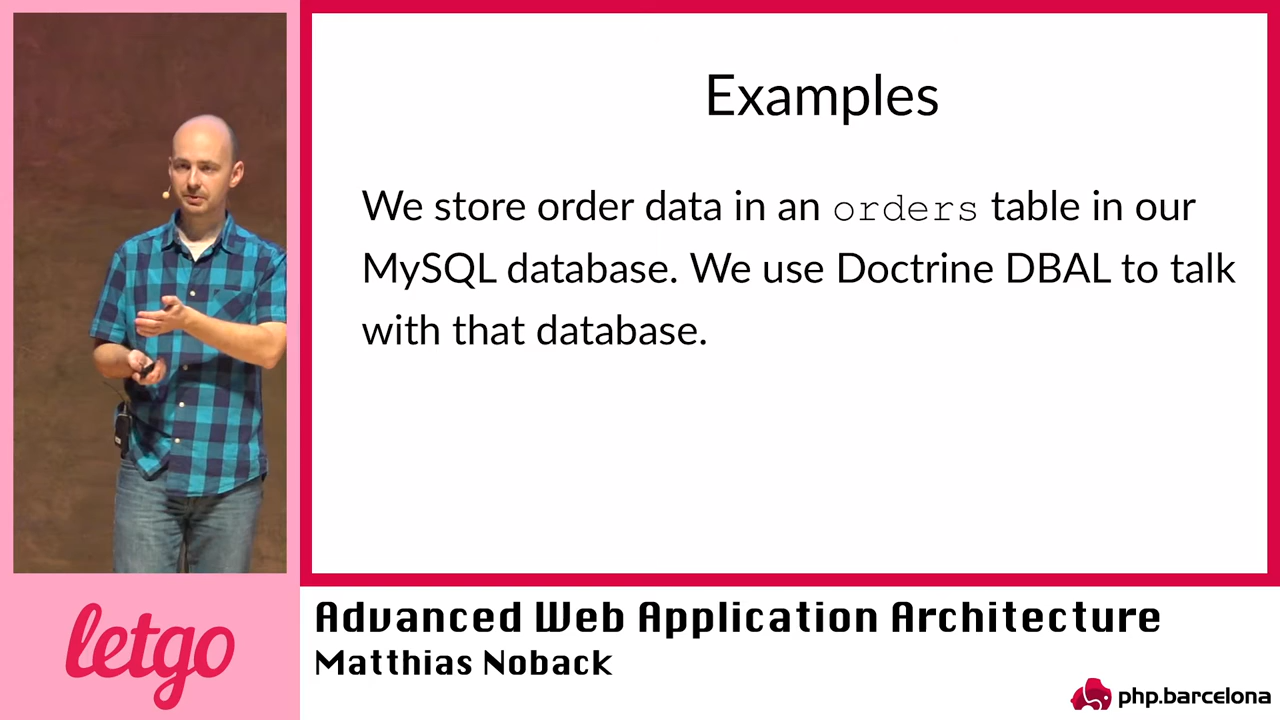 Examples
We store order data in an orders table in our
MySQL database. We use Doctrine DBAL to talk
with that database.
letgo
Advanced Web Application Architecture
Matthias Noback
php.barcelona